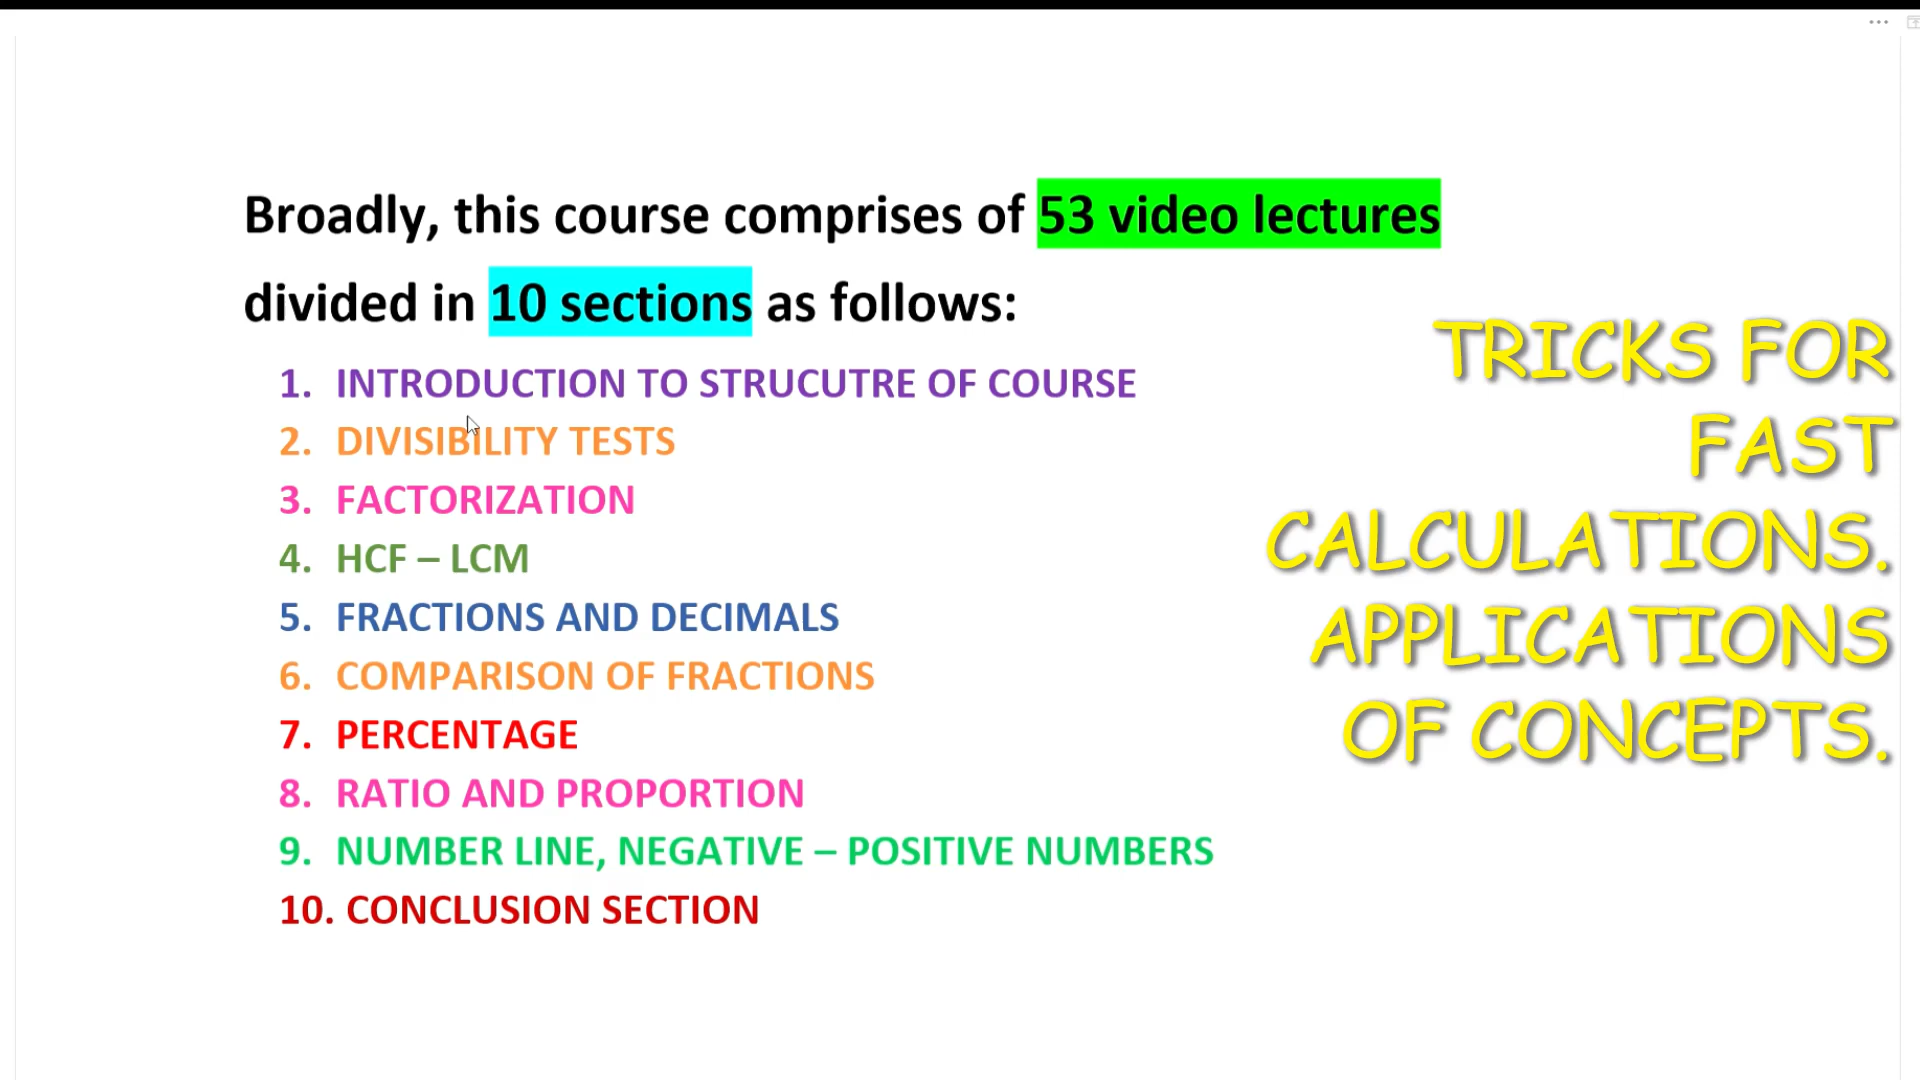 Broadly, this course comprises of 53 video lectures
divided in 10 sections as follows:
1. INTRODUCTION TO STRUCUTRE OF COURSE
2. DIVISIBILITY TESTS
3. FACTORIZATION
4. HCF – LCM
5. FRACTIONS AND DECIMALS
6. COMPARISON OF FRACTIONS
7. PERCENTAGE
8. RATIO AND PROPORTION
9. NUMBER LINE, NEGATIVE – POSITIVE NUMBERS
10. CONCLUSION SECTION
TRICKS FOR
FAST
CALCULATIONS.
APPLICATIONS
OF CONCEPTS.